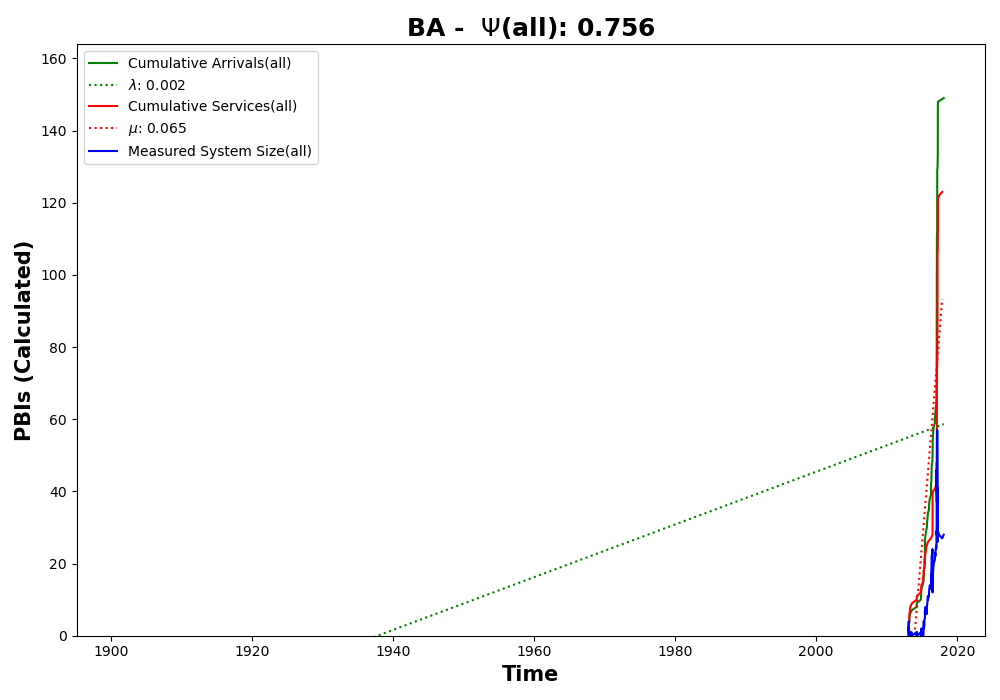 BA -  Ψ(all): 0.756
Cumulative Arrivals(all)
λ: 0.002
Cumulative Services(all)
μ: 0.065
Measured System Size(all)
PBIs (Calculated)
160
140
120
100
80
60
40
20
0
1900 1920 1940 1960 1980 2000 2020
Time